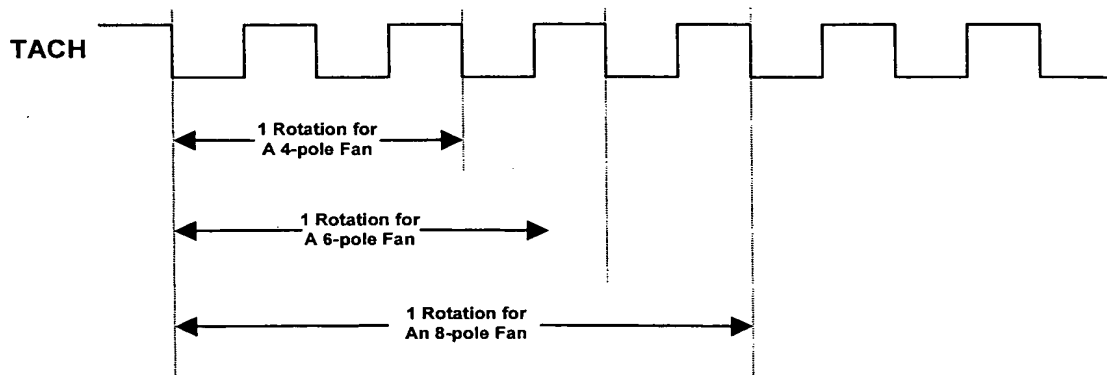 TACH
1 Rotation for
A 4-pole Fan
1 Rotation for
A 6-pole Fan
1 Rotation for
An 8-pole Fan